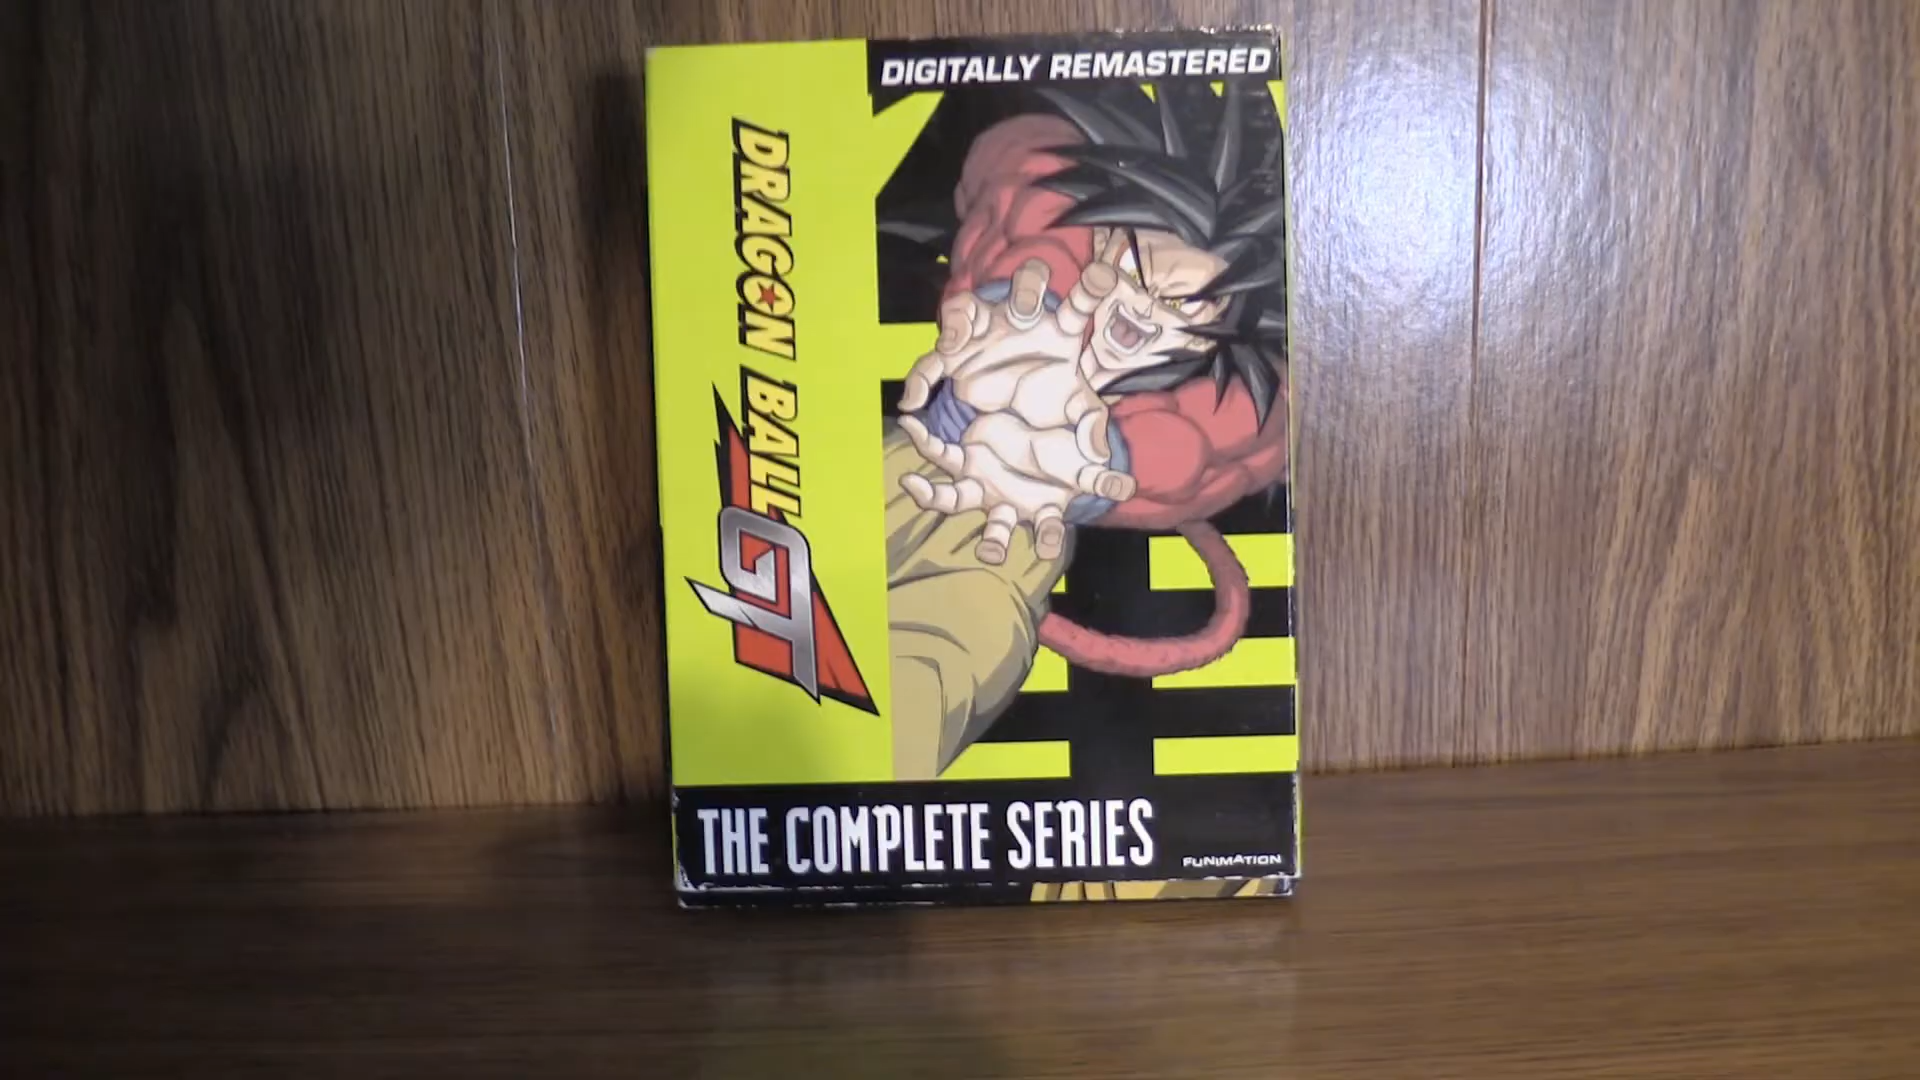 DIGITALLY REMASTERED
DRAGON BALL
GT
THE COMPLETE SERIES
FUNIMATION